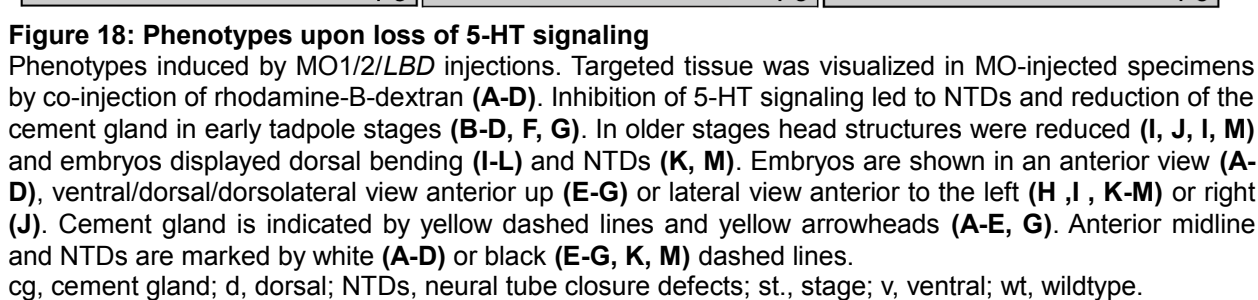 Figure 18: Phenotypes upon loss of 5-HT signaling
Phenotypes induced by MO1/2/LBD injections. Targeted tissue was visualized in MO-injected specimens
by co-injection of rhodamine-B-dextran (A-D). Inhibition of 5-HT signaling led to NTDs and reduction of the
cement gland in early tadpole stages (B-D, F, G). In older stages head structures were reduced (I, J, I, M)
and embryos displayed dorsal bending (I-L) and NTDs (K, M). Embryos are shown in an anterior view (A-
D), ventral/dorsal/dorsolateral view anterior up (E-G) or lateral view anterior to the left (H ,I , K-M) or right
(J). Cement gland is indicated by yellow dashed lines and yellow arrowheads (A-E, G). Anterior midline
and NTDs are marked by white (A-D) or black (E-G, K, M) dashed lines.
cg, cement gland; d, dorsal; NTDs, neural tube closure defects; st., stage; v, ventral; wt, wildtype.